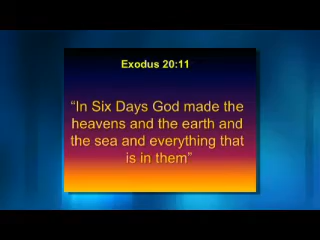 Exodus 20:11
“In Six Days God made the
heavens and the earth and
the sea and everything that
is in them”